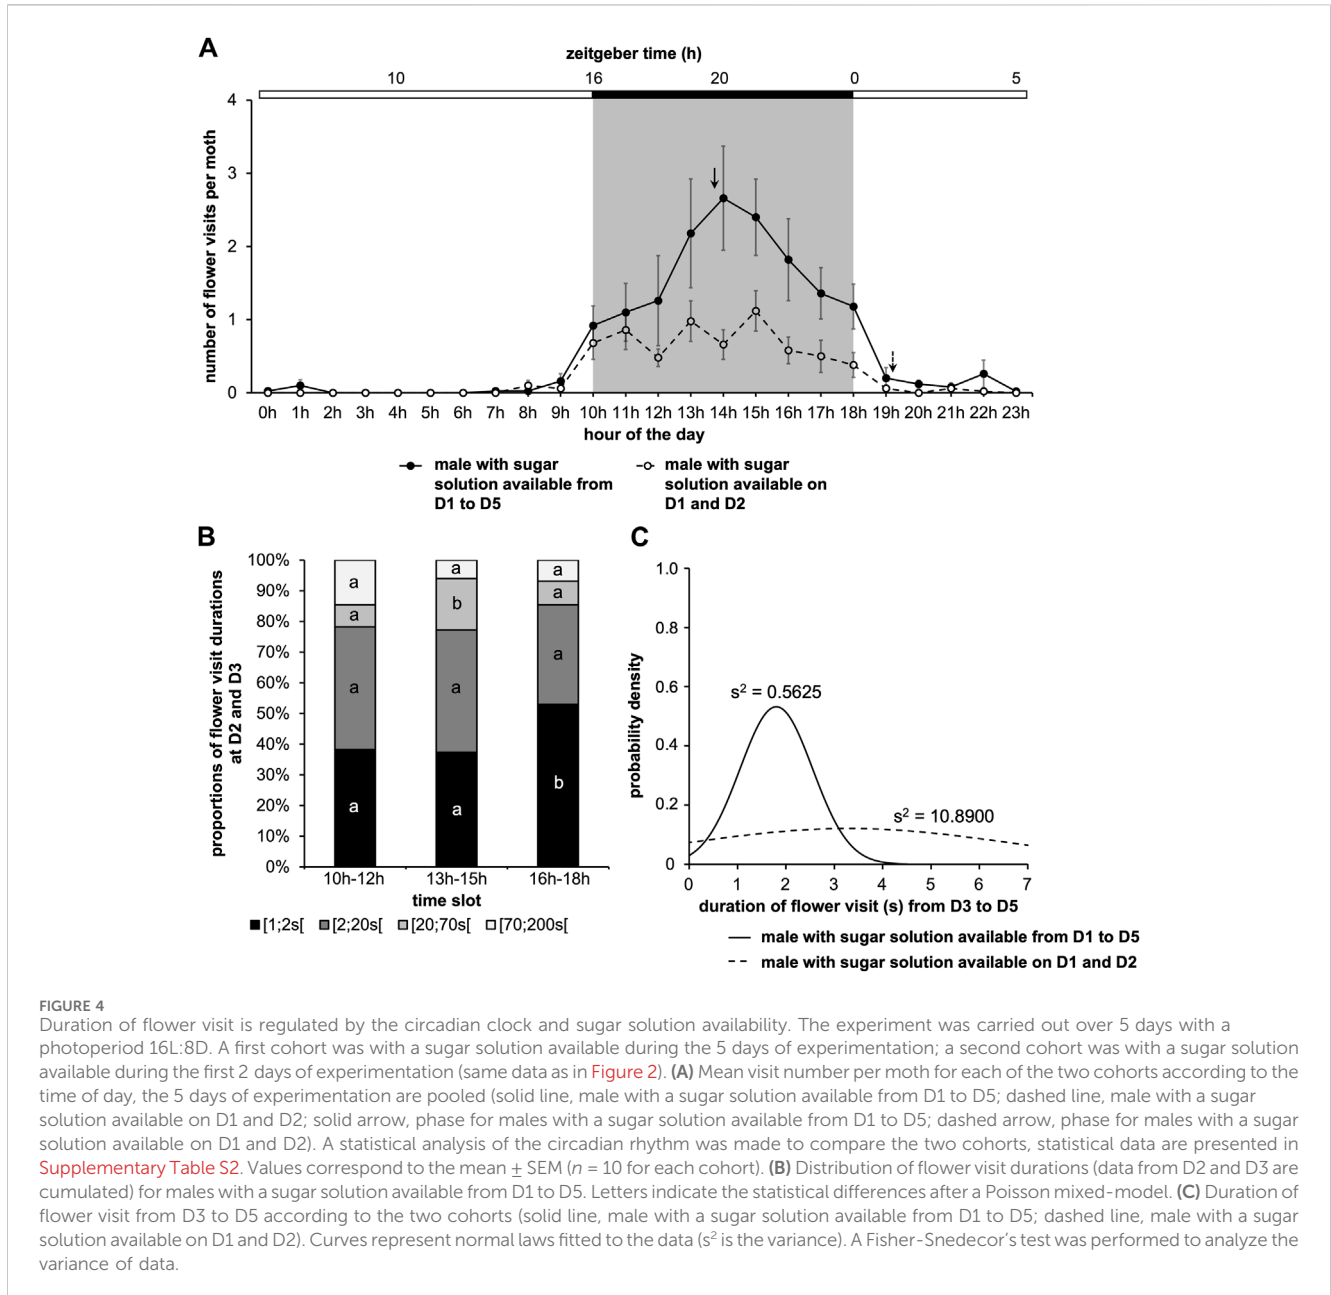 A
zeitgeber time (h)
10 16 20 0 5
number of flower visits per moth
4
3
2
1
0
0h 1h 2h 3h 4h 5h 6h 7h 8h 9h 10h 11h 12h 13h 14h 15h 16h 17h 18h 19h 20h 21h 22h 23h
hour of the day
male with sugar
solution available from
D1 to D5
male with sugar
solution available on
D1 and D2
B
proportions of flower visit durations
at D2 and D3
100%
90%
80%
70%
60%
50%
40%
30%
20%
10%
0%
a a a
a b a
a a a
a a b
10h-12h 13h-15h 16h-18h
time slot
[1;2s[ [2;20s[ [20;70s[ [70;200s[
C
probability density
1.0
0.8
0.6
0.4
0.2
0
s² = 0.5625
s² = 10.8900
0 1 2 3 4 5 6 7
duration of flower visit (s) from D3 to D5
male with sugar solution available from D1 to D5
male with sugar solution available on D1 and D2
FIGURE 4
Duration of flower visit is regulated by the circadian clock and sugar solution availability. The experiment was carried out over 5 days with a
photoperiod 16L:8D. A first cohort was with a sugar solution available during the 5 days of experimentation; a second cohort was with a sugar solution
available during the first 2 days of experimentation (same data as in Figure 2). (A) Mean visit number per moth for each of the two cohorts according to the
time of day, the 5 days of experimentation are pooled (solid line, male with a sugar solution available from D1 to D5; dashed line, male with a sugar
solution available on D1 and D2; solid arrow, phase for males with a sugar solution available from D1 to D5; dashed arrow, phase for males with a sugar
solution available on D1 and D2). A statistical analysis of the circadian rhythm was made to compare the two cohorts, statistical data are presented in
Supplementary Table S2. Values correspond to the mean ± SEM (n = 10 for each cohort). (B) Distribution of flower visit durations (data from D2 and D3 are
cumulated) for males with a sugar solution available from D1 to D5. Letters indicate the statistical differences after a Poisson mixed-model. (C) Duration of
flower visit from D3 to D5 according to the two cohorts (solid line, male with a sugar solution available from D1 to D5; dashed line, male with a sugar
solution available on D1 and D2). Curves represent normal laws fitted to the data (s² is the variance). A Fisher-Snedecor's test was performed to analyze the
variance of data.